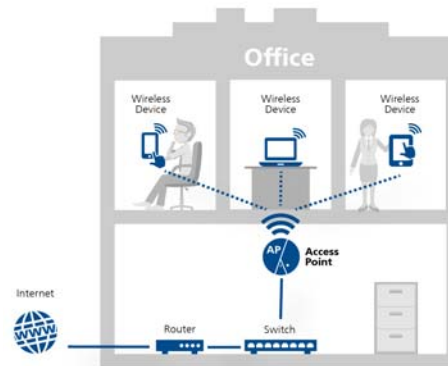 Office
Wireless
Device
Wireless
Device
Wireless
Device
AP
Access
Point
Internet
WWW
Router
Switch